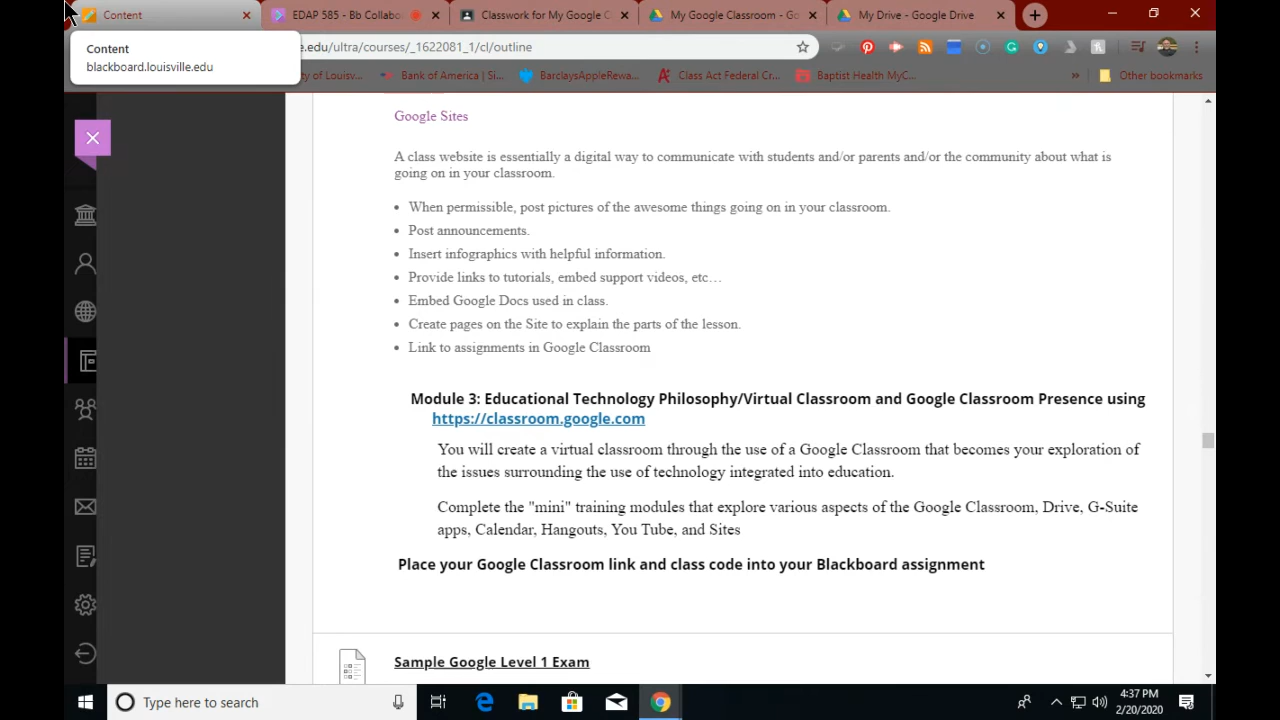 Content
EDAP 585 - Bb Collabo
Classwork for My Google C
My Google Classroom - Go
My Drive - Google Drive
Content
blackboard.louisville.edu
e.edu/ultra/courses/_1622081_1/cl/outline
ty of Louisv...
Bank of America | Si...
BarclaysAppleRewa...
Class Act Federal Cr...
Baptist Health MyC...
»
Other bookmarks
Google Sites
A class website is essentially a digital way to communicate with students and/or parents and/or the community about what is
going on in your classroom.
• When permissible, post pictures of the awesome things going on in your classroom.
• Post announcements.
• Insert infographics with helpful information.
• Provide links to tutorials, embed support videos, etc…
• Embed Google Docs used in class.
• Create pages on the Site to explain the parts of the lesson.
• Link to assignments in Google Classroom
Module 3: Educational Technology Philosophy/Virtual Classroom and Google Classroom Presence using
https://classroom.google.com
You will create a virtual classroom through the use of a Google Classroom that becomes your exploration of
the issues surrounding the use of technology integrated into education.
Complete the "mini" training modules that explore various aspects of the Google Classroom, Drive, G-Suite
apps, Calendar, Hangouts, You Tube, and Sites
Place your Google Classroom link and class code into your Blackboard assignment
Sample Google Level 1 Exam
Type here to search
4:37 PM
2/20/2020